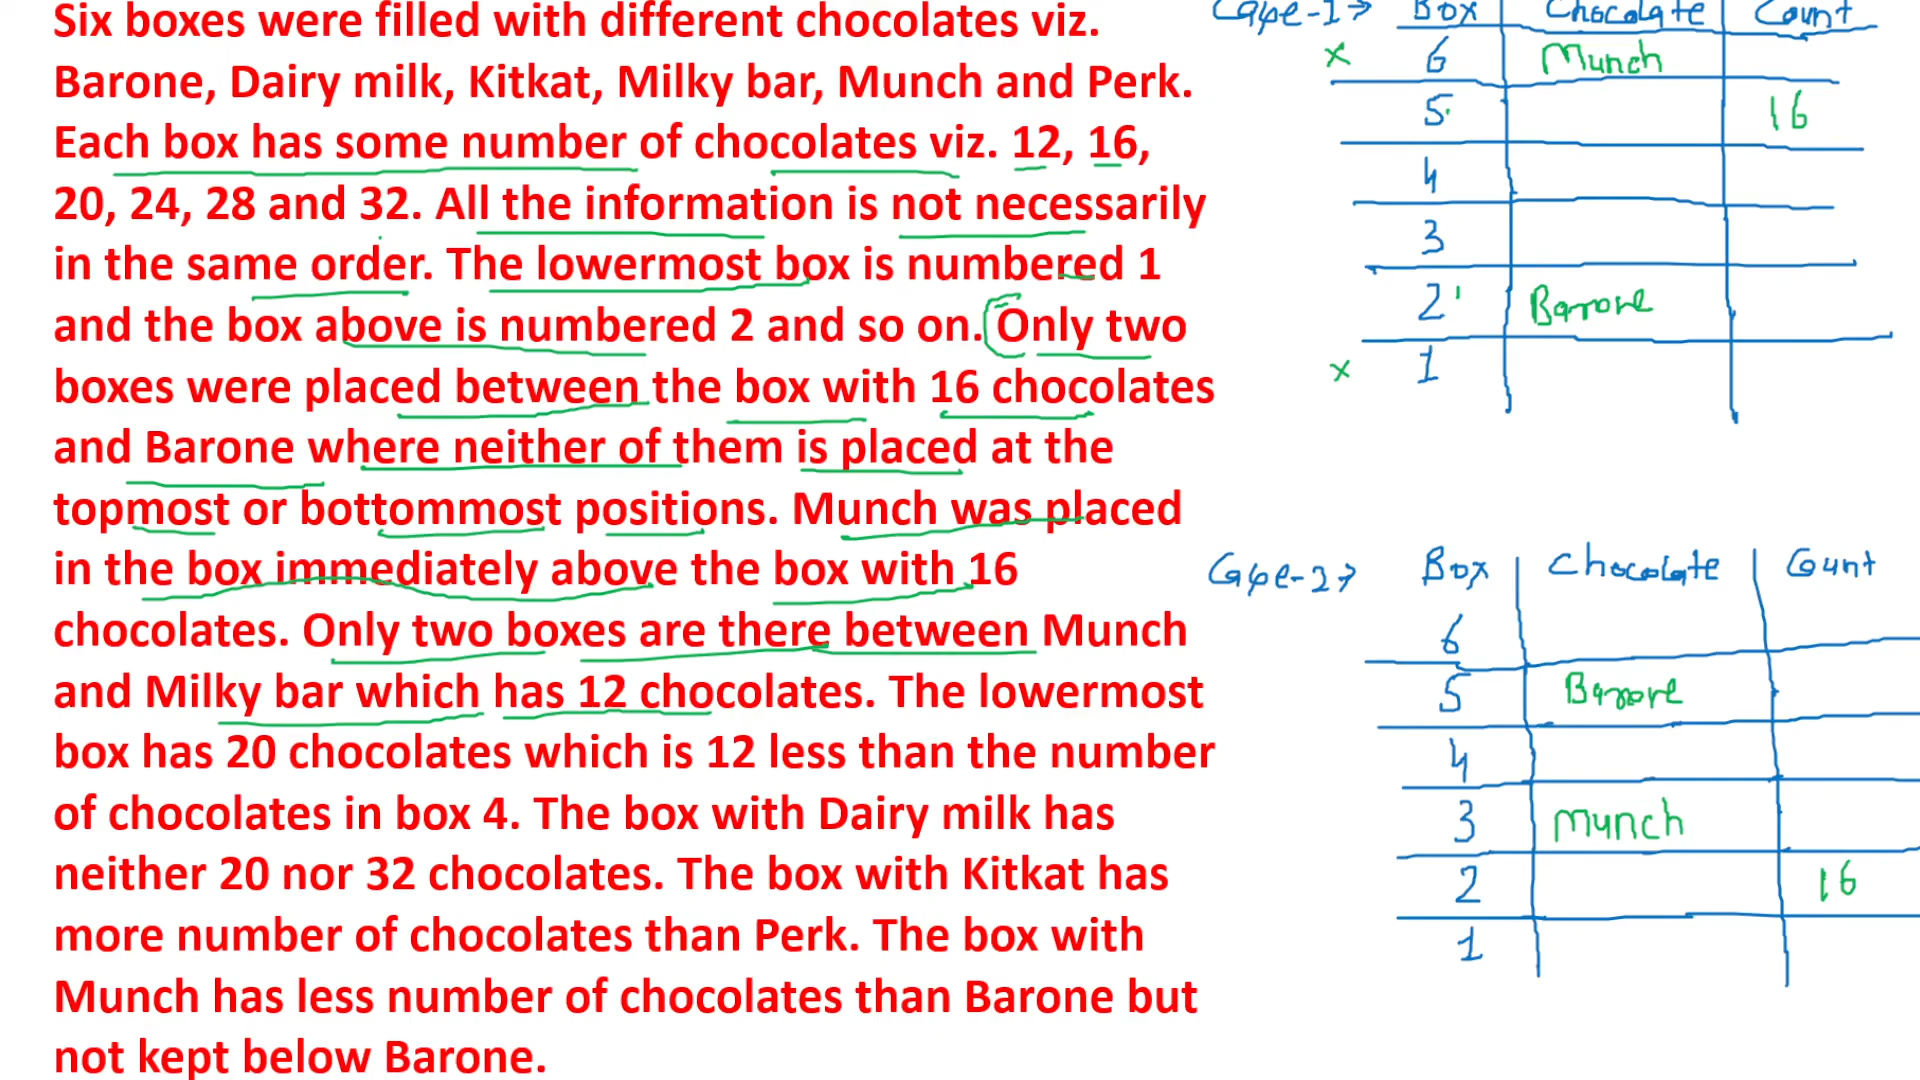 Six boxes were filled with different chocolates viz.
Barone, Dairy milk, Kitkat, Milky bar, Munch and Perk.
Each box has some number of chocolates viz. 12, 16,
20, 24, 28 and 32. All the information is not necessarily
in the same order. The lowermost box is numbered 1
and the box above is numbered 2 and so on. Only two
boxes were placed between the box with 16 chocolates
and Barone where neither of them is placed at the
topmost or bottommost positions. Munch was placed
in the box immediately above the box with 16
chocolates. Only two boxes are there between Munch
and Milky bar which has 12 chocolates. The lowermost
box has 20 chocolates which is 12 less than the number
of chocolates in box 4. The box with Dairy milk has
neither 20 nor 32 chocolates. The box with Kitkat has
more number of chocolates than Perk. The box with
Munch has less number of chocolates than Barone but
not kept below Barone.
Case-1→ Box Chocolate Count
x 6 Munch
5 16
4
3
2 Barone
x 1
Case-2→ Box Chocolate Count
6
5 Barone
4
3 Munch
2 16
1